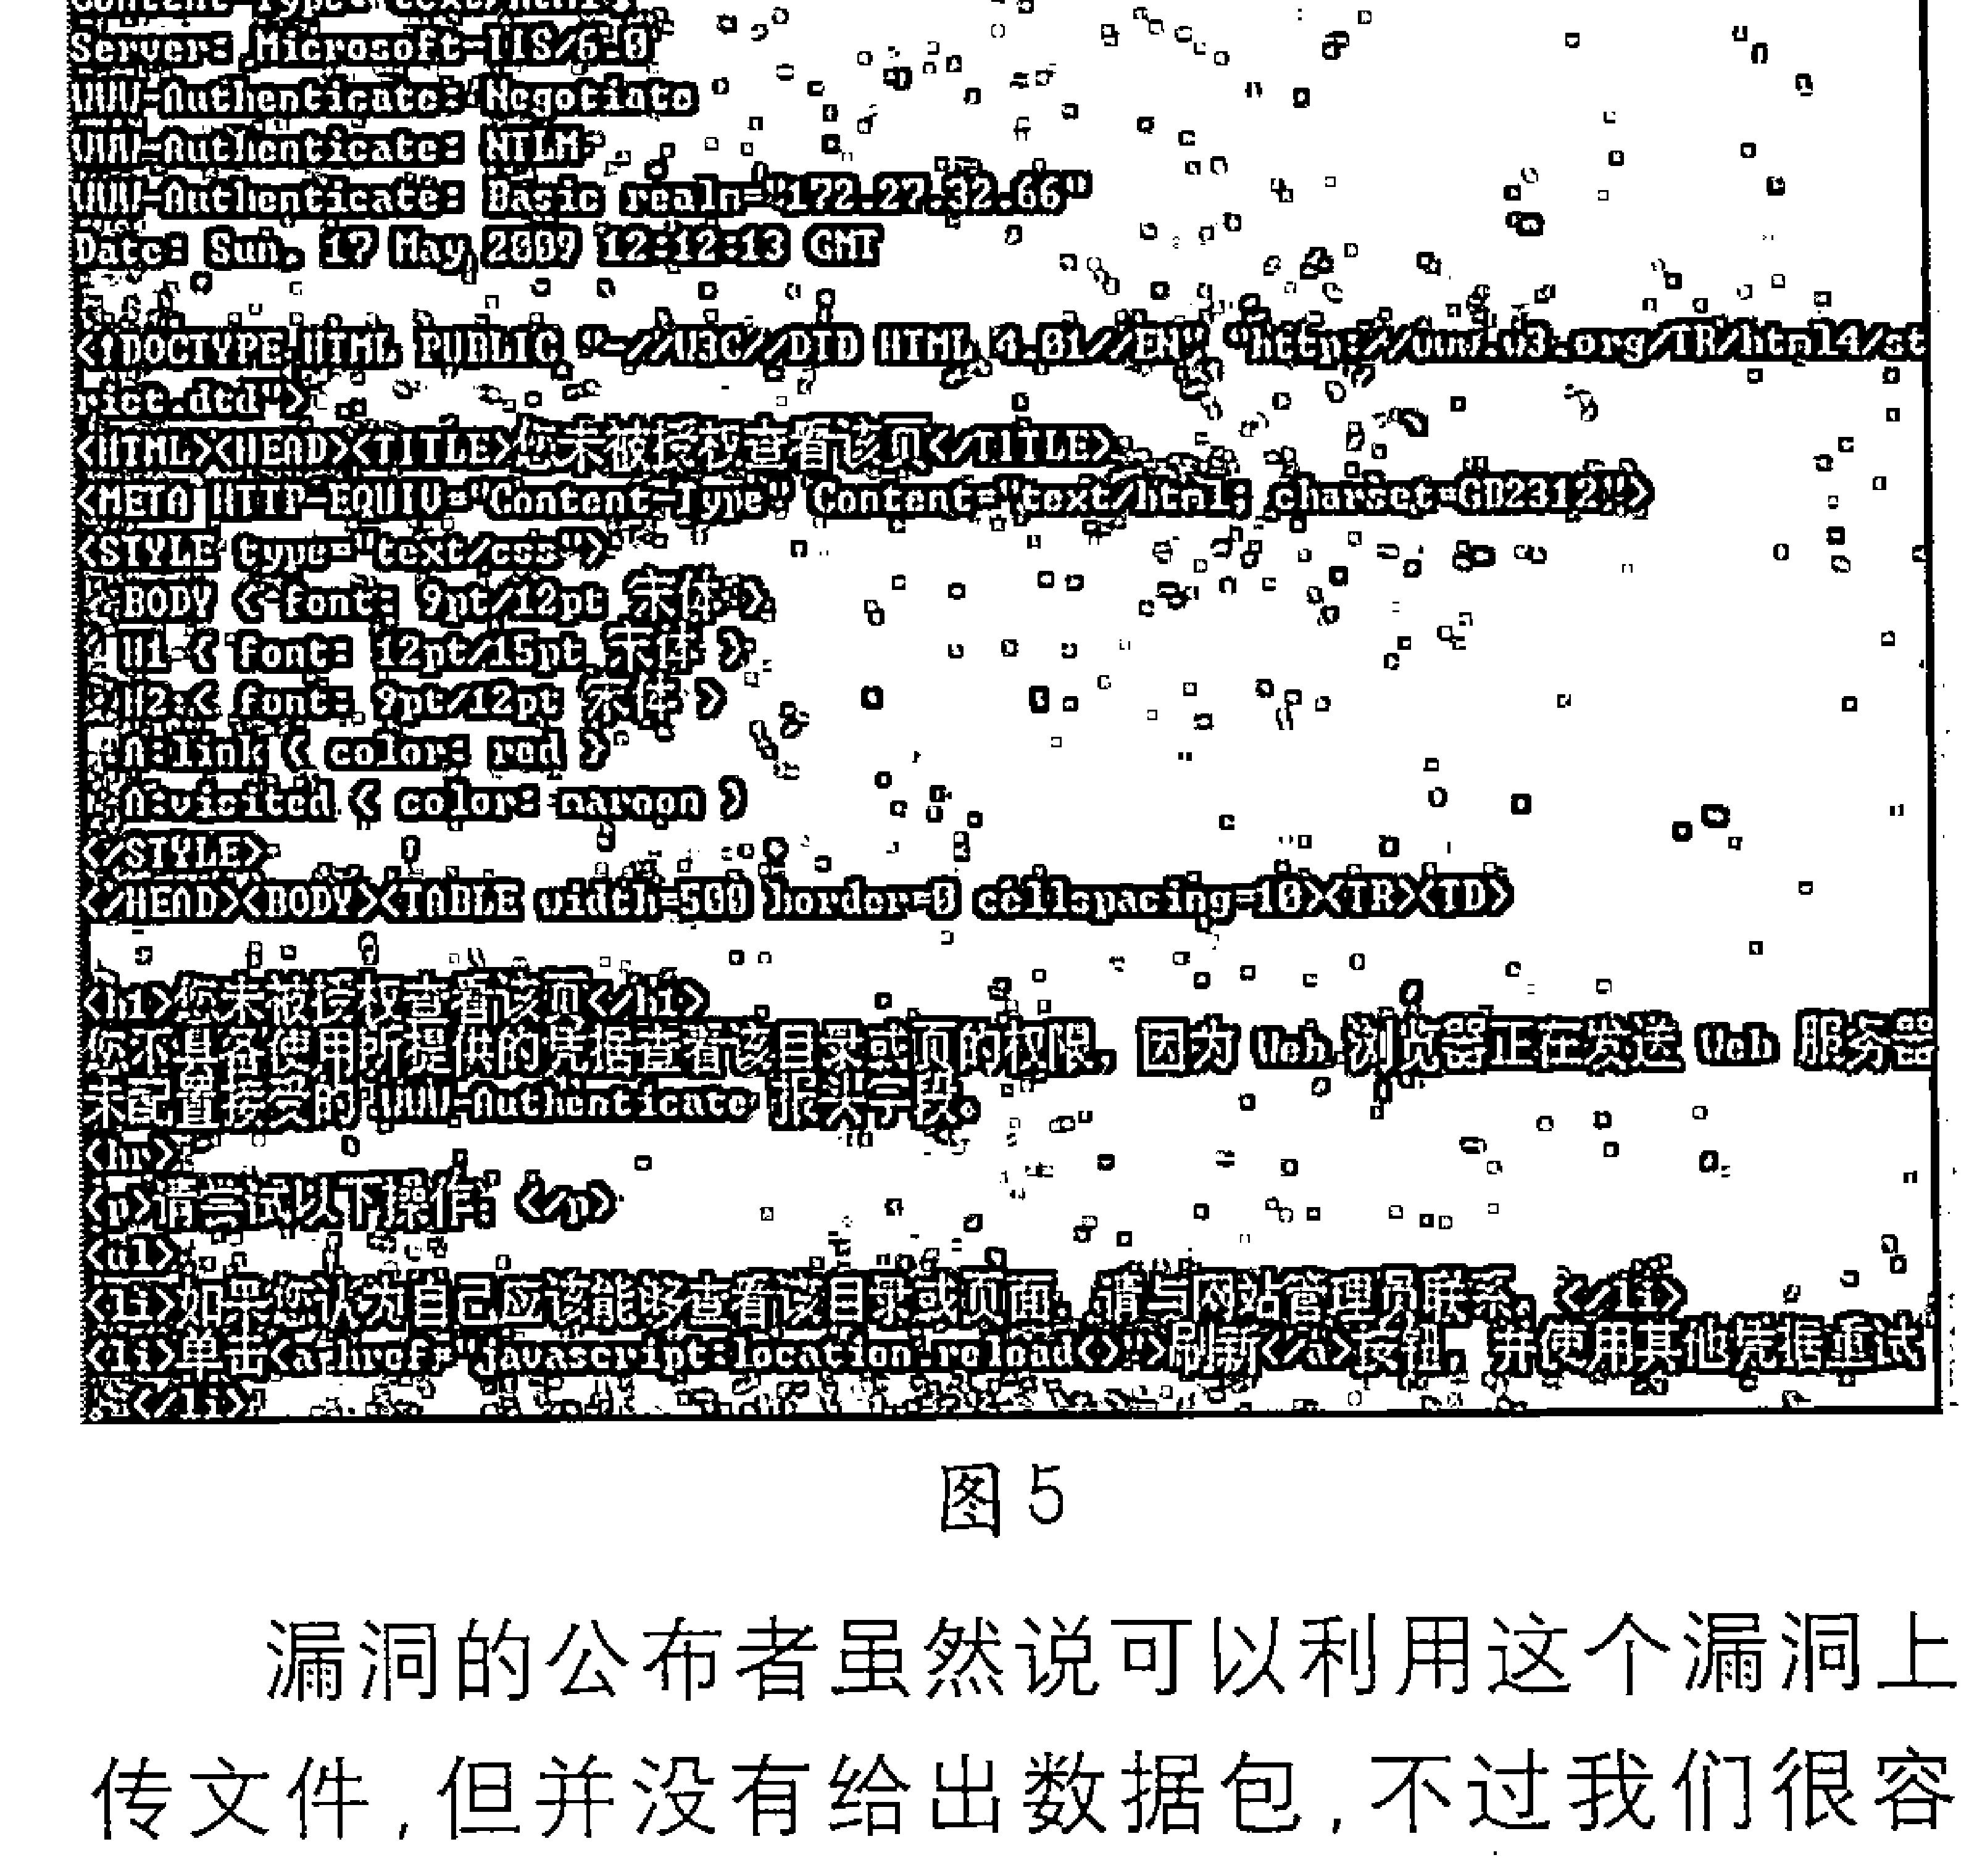 Content-Type: text/html
Server: Microsoft-IIS/6.0
WWW-Authenticate: Negotiate
WWW-Authenticate: NTLM
WWW-Authenticate: Basic realm="172.27.32.66"
Date: Sun, 17 May 2009 12:12:13 GMT
<!DOCTYPE HTML PUBLIC "-//W3C//DTD HTML 4.01//EN" "http://www.w3.org/TR/html4/st
rict.dtd">
<HTML><HEAD><TITLE>您未被授权查看该页</TITLE>
<META HTTP-EQUIV="Content-Type" Content="text/html; charset=GB2312">
<STYLE type="text/css">
BODY { font: 9pt/12pt 宋体 }
H1 { font: 12pt/15pt 宋体 }
H2 { font: 9pt/12pt 宋体 }
A:link { color: red }
A:visited { color: maroon }
</STYLE>
</HEAD><BODY><TABLE width=500 border=0 cellspacing=10><TR><TD>
<h1>您未被授权查看该页</h1>
您不具备使用所提供的凭据查看该目录或页的权限, 因为 Web 浏览器正在发送 Web 服务器
未配置接受的 WWW-Authenticate 报头字段。
<hr>
<p>请尝试以下操作: </p>
<ul>
<li>如果您认为自己应该能够查看该目录或页面, 请与网站管理员联系。</li>
<li>单击<a href="javascript:location.reload()">刷新</a>按钮, 并使用其他凭据重试
。</li>
图5
漏洞的公布者虽然说可以利用这个漏洞上
传文件,但并没有给出数据包,不过我们很容